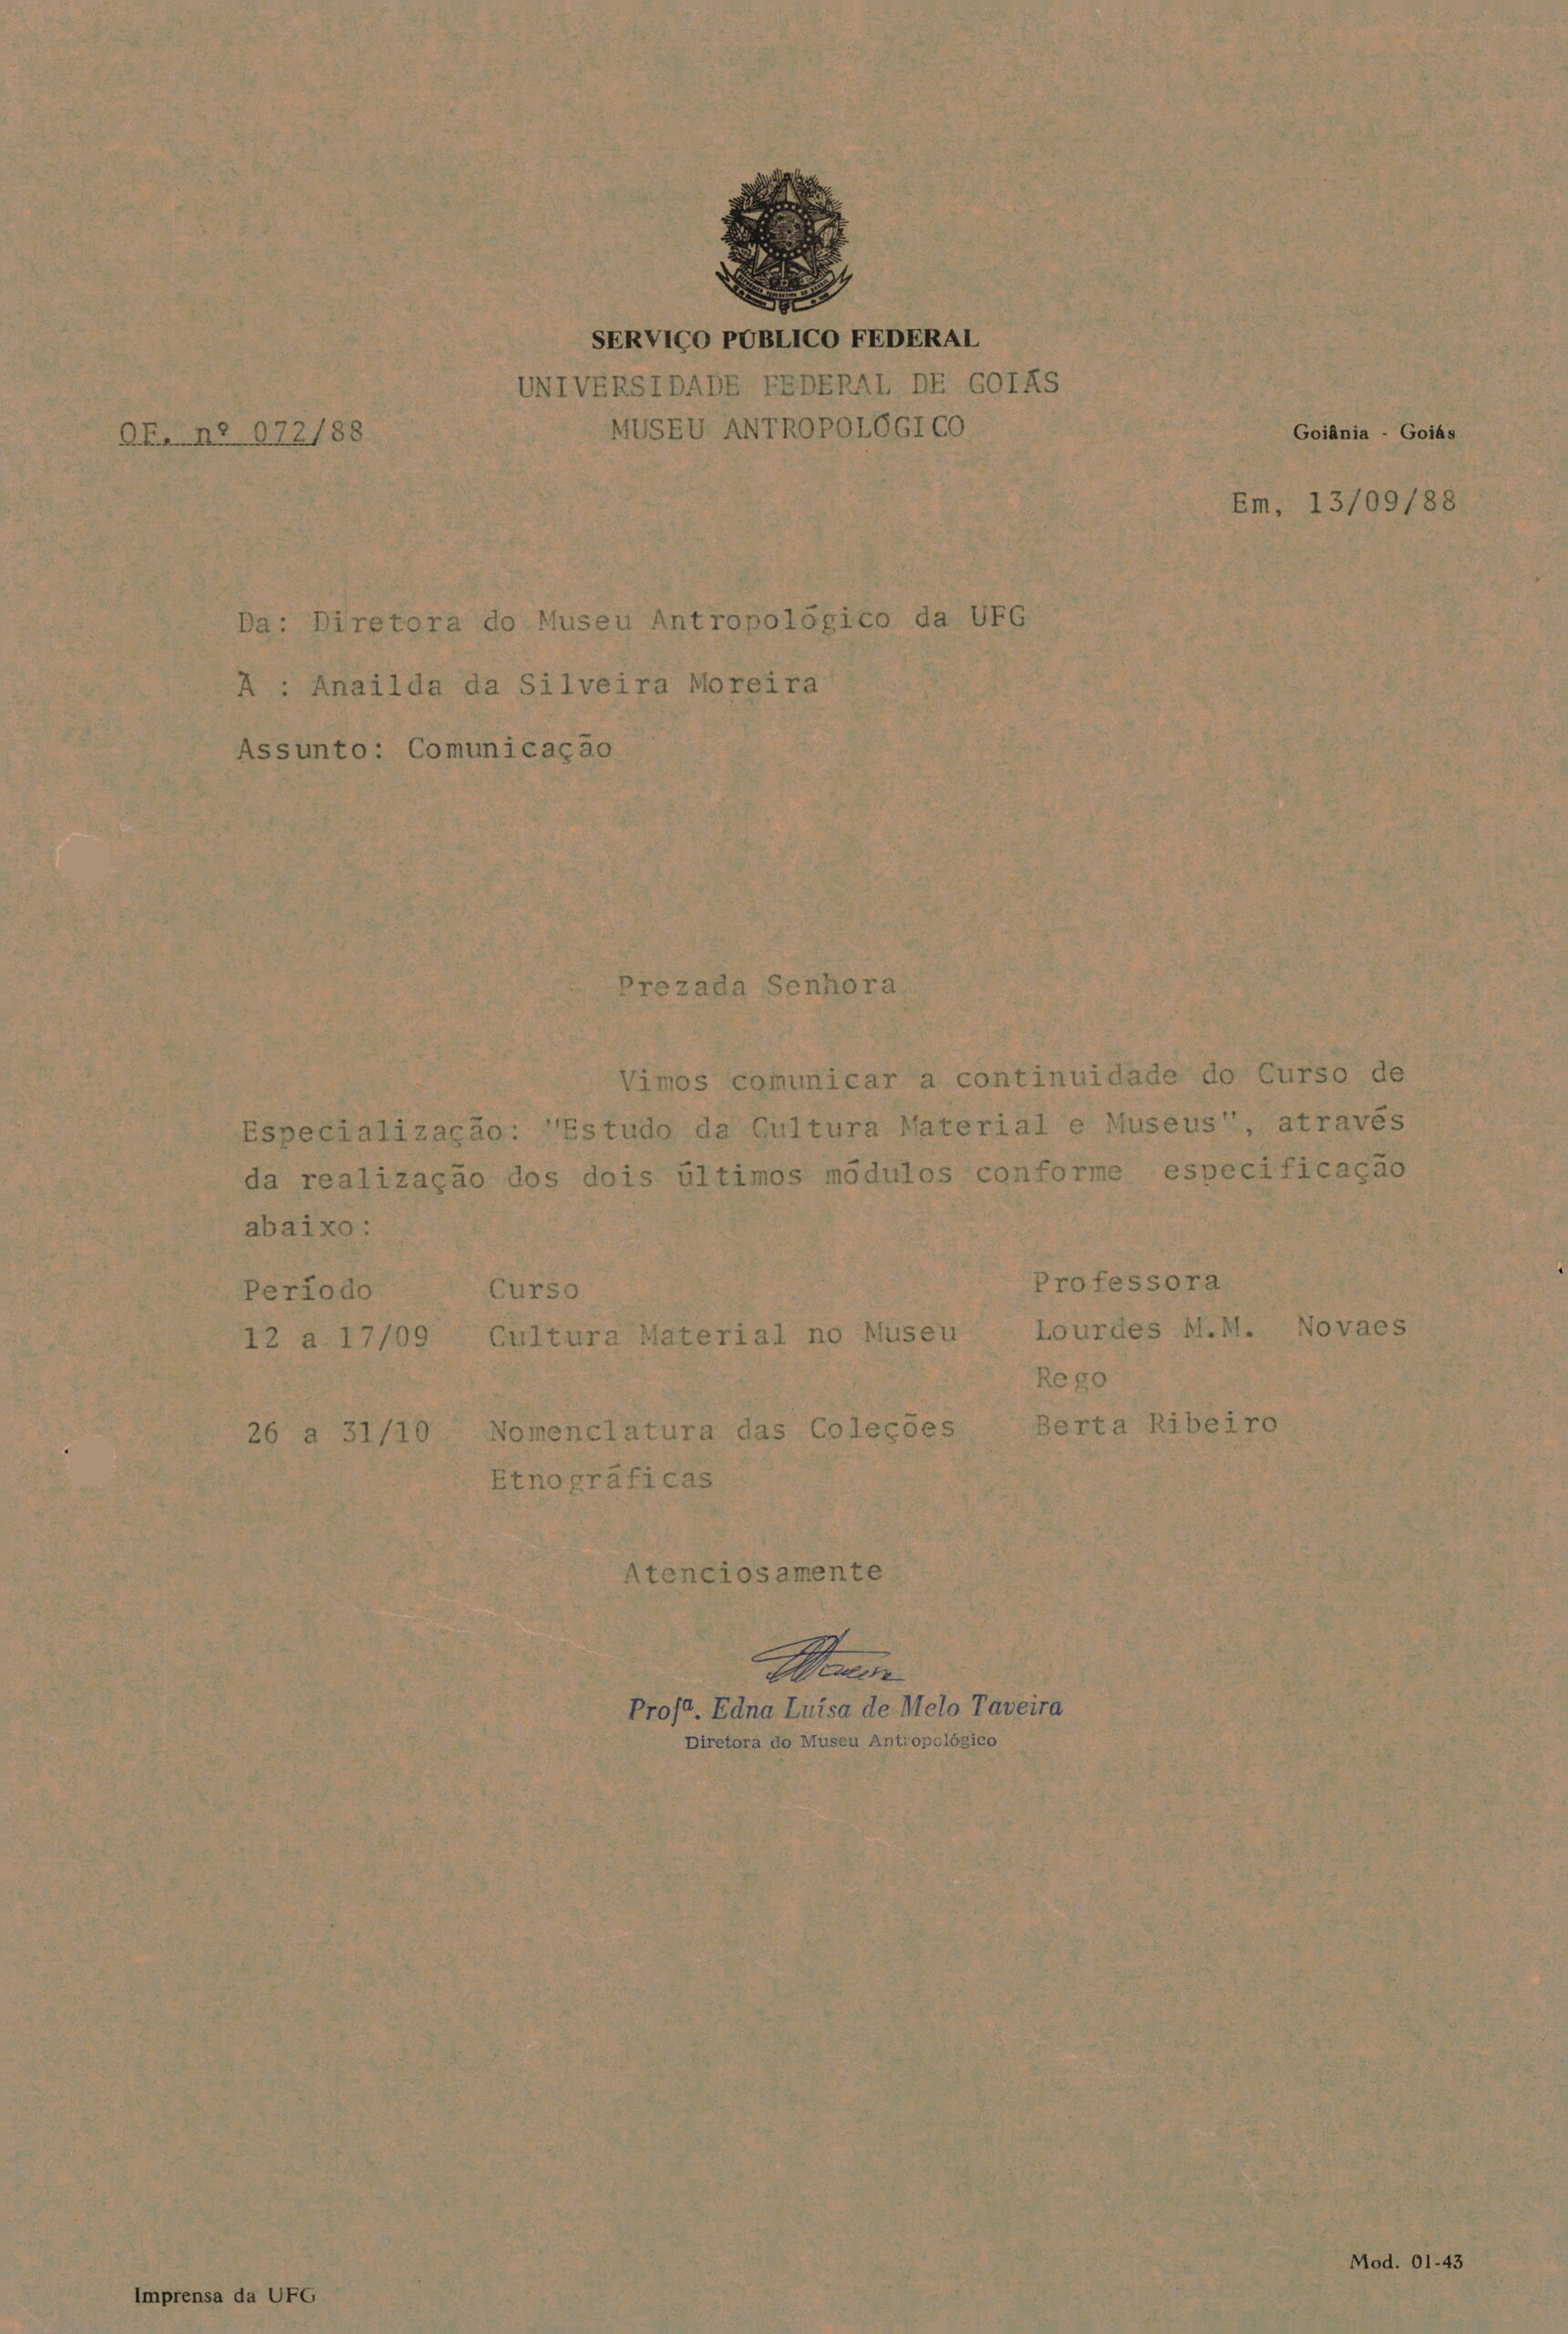 SERVIÇO PÚBLICO FEDERAL
UNIVERSIDADE FEDERAL DE GOIÁS
OF. nº 072/88 MUSEU ANTROPOLÓGICO Goiânia - Goiás
Em, 13/09/88
Da: Diretora do Museu Antropológico da UFG
À : Anailda da Silveira Moreira
Assunto: Comunicação
Prezada Senhora
Vimos comunicar a continuidade do Curso de
Especialização: "Estudo da Cultura Material e Museus", através
da realização dos dois últimos módulos conforme especificação
abaixo:
Período Curso Professora
12 a 17/09 Cultura Material no Museu Lourdes M.M. Novaes
Rego
26 a 31/10 Nomenclatura das Coleções Berta Ribeiro
Etnográficas
Atenciosamente
Profª. Edna Luísa de Melo Taveira
Diretora do Museu Antropológico
Mod. 01-43
Imprensa da UFG